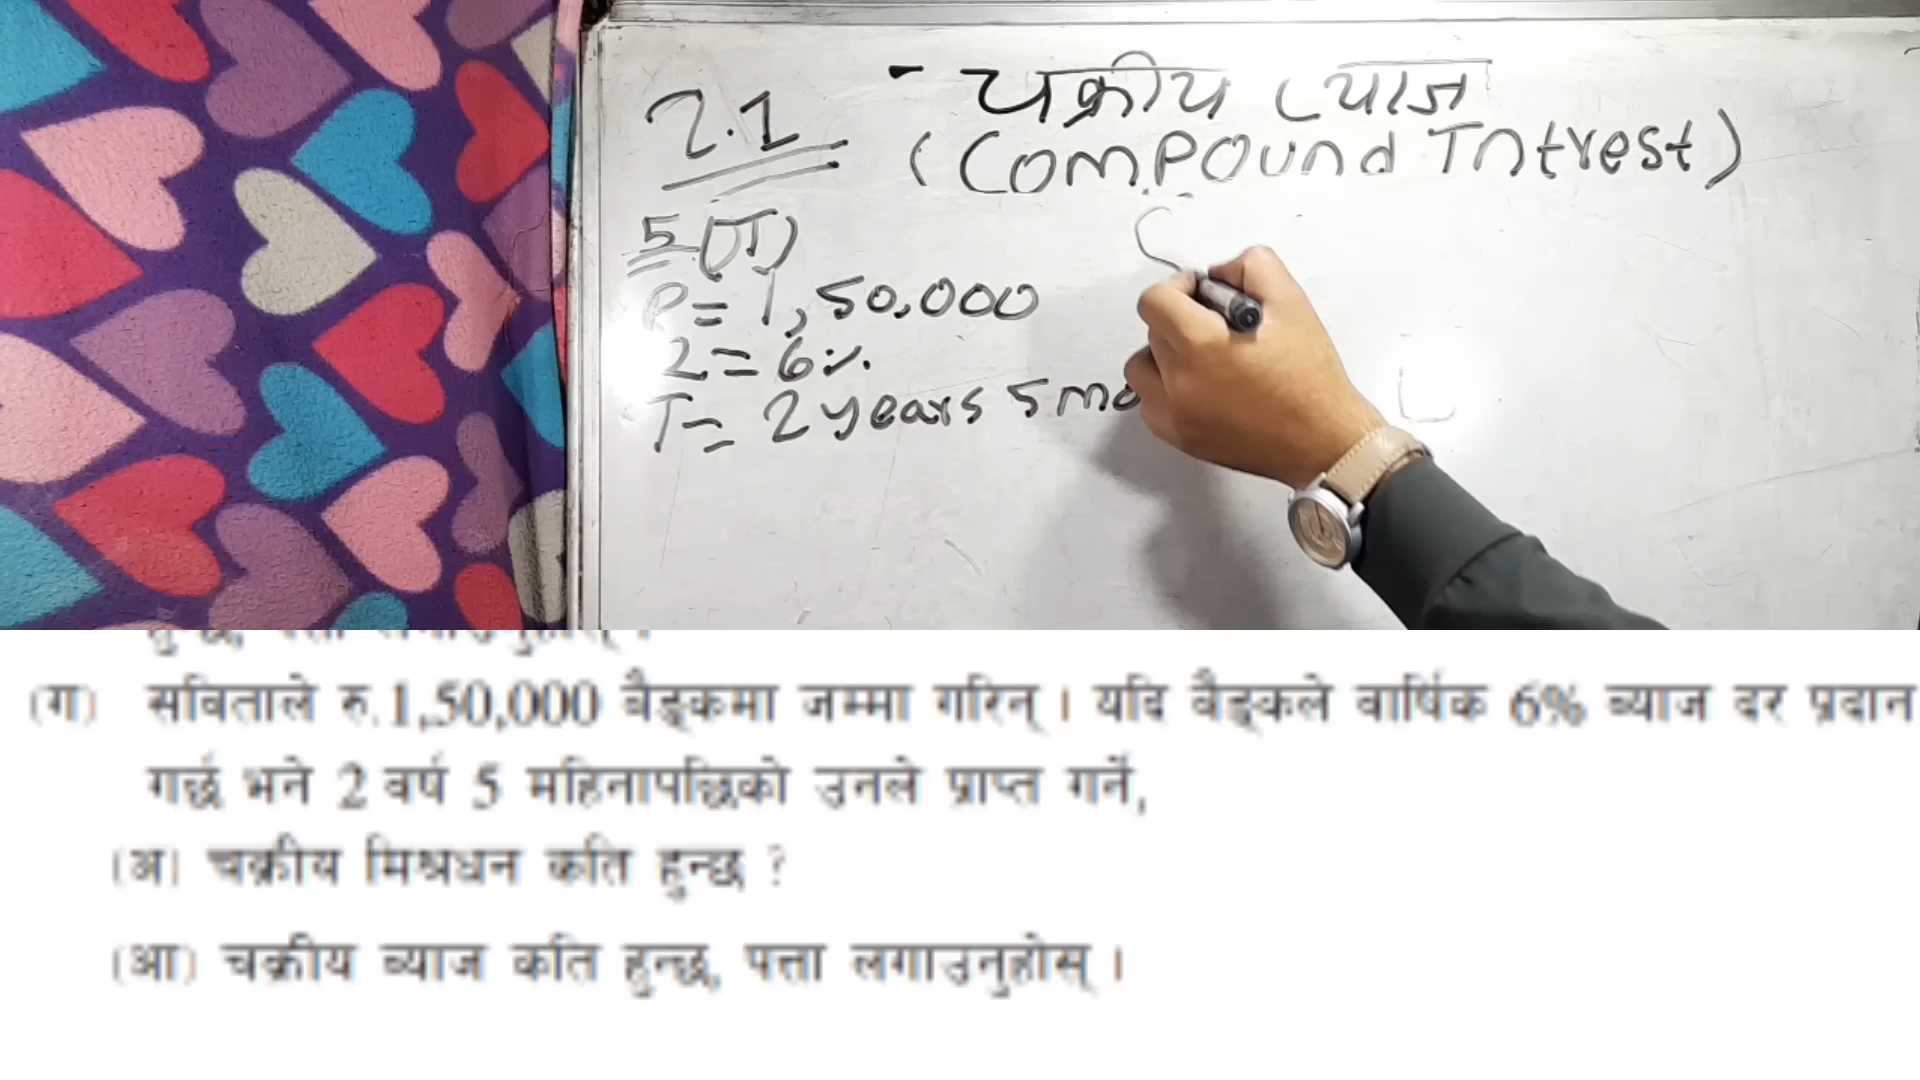 2.1
- चक्रीय ब्याज
(Compound Intrest)
5(ग)
P = 1,50,000
R = 6%
T = 2 years 5 mo
(ग) सविताले रु.1,50,000 बैङ्कमा जम्मा गरिन् । यदि बैङ्कले वार्षिक 6% ब्याज दर प्रदान
गर्छ भने 2 वर्ष 5 महिनापछिको उनले प्राप्त गर्ने,
(अ) चक्रीय मिश्रधन कति हुन्छ ?
(आ) चक्रीय ब्याज कति हुन्छ, पत्ता लगाउनुहोस् ।